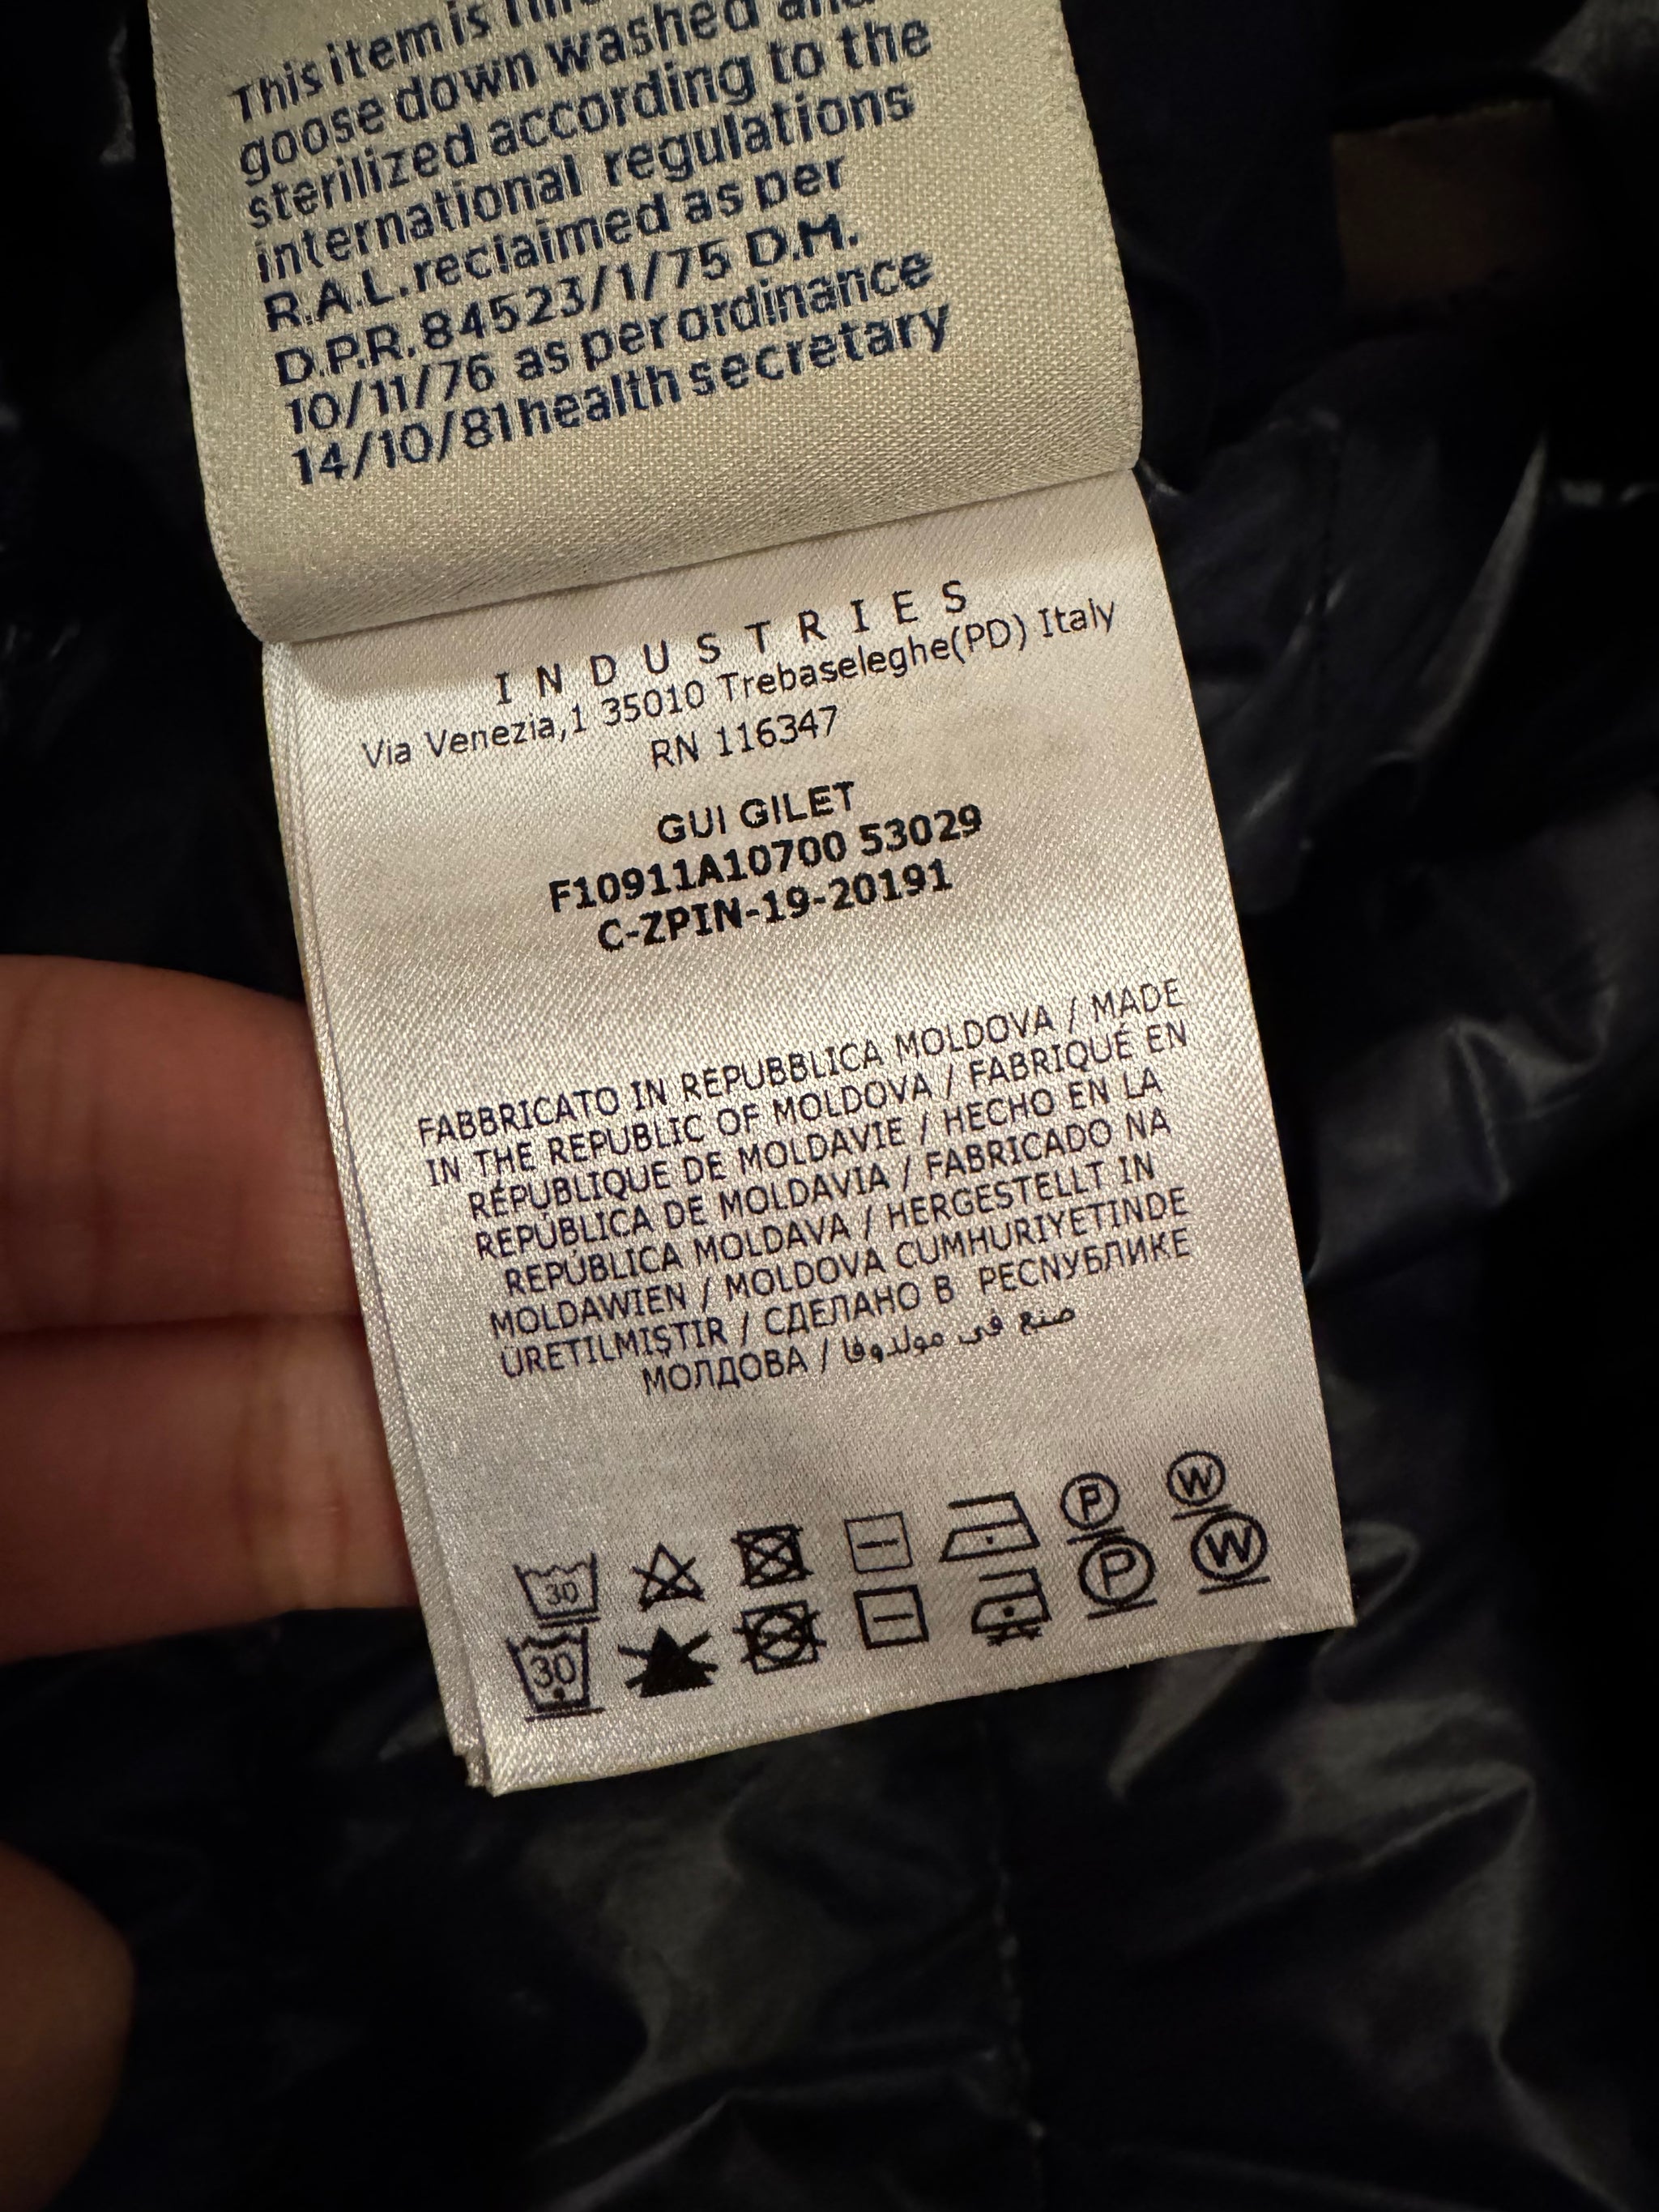 This item is
goose down washed and
sterilized according to the
international regulations
R.A.L. reclaimed as per
D.P.R. 84523/1/75 D.M.
10/11/76 as per ordinance
14/10/81 health secretary
INDUSTRIES
Via Venezia,1 35010 Trebaseleghe(PD) Italy
RN 116347
GUI GILET
F10911A10700 53029
C-ZPIN-19-20191
FABBRICATO IN REPUBBLICA MOLDOVA / MADE
IN THE REPUBLIC OF MOLDOVA / FABRIQUÉ EN
RÉPUBLIQUE DE MOLDAVIE / HECHO EN LA
REPÚBLICA DE MOLDAVIA / FABRICADO NA
REPÚBLICA MOLDAVA / HERGESTELLT IN
MOLDAWIEN / MOLDOVA CUMHURIYETINDE
ÜRETILMIŞTIR / СДЕЛАНО В РЕСПУБЛИКЕ
МОЛДОВА / صنع في مولدوفا
30 P W
30 P W